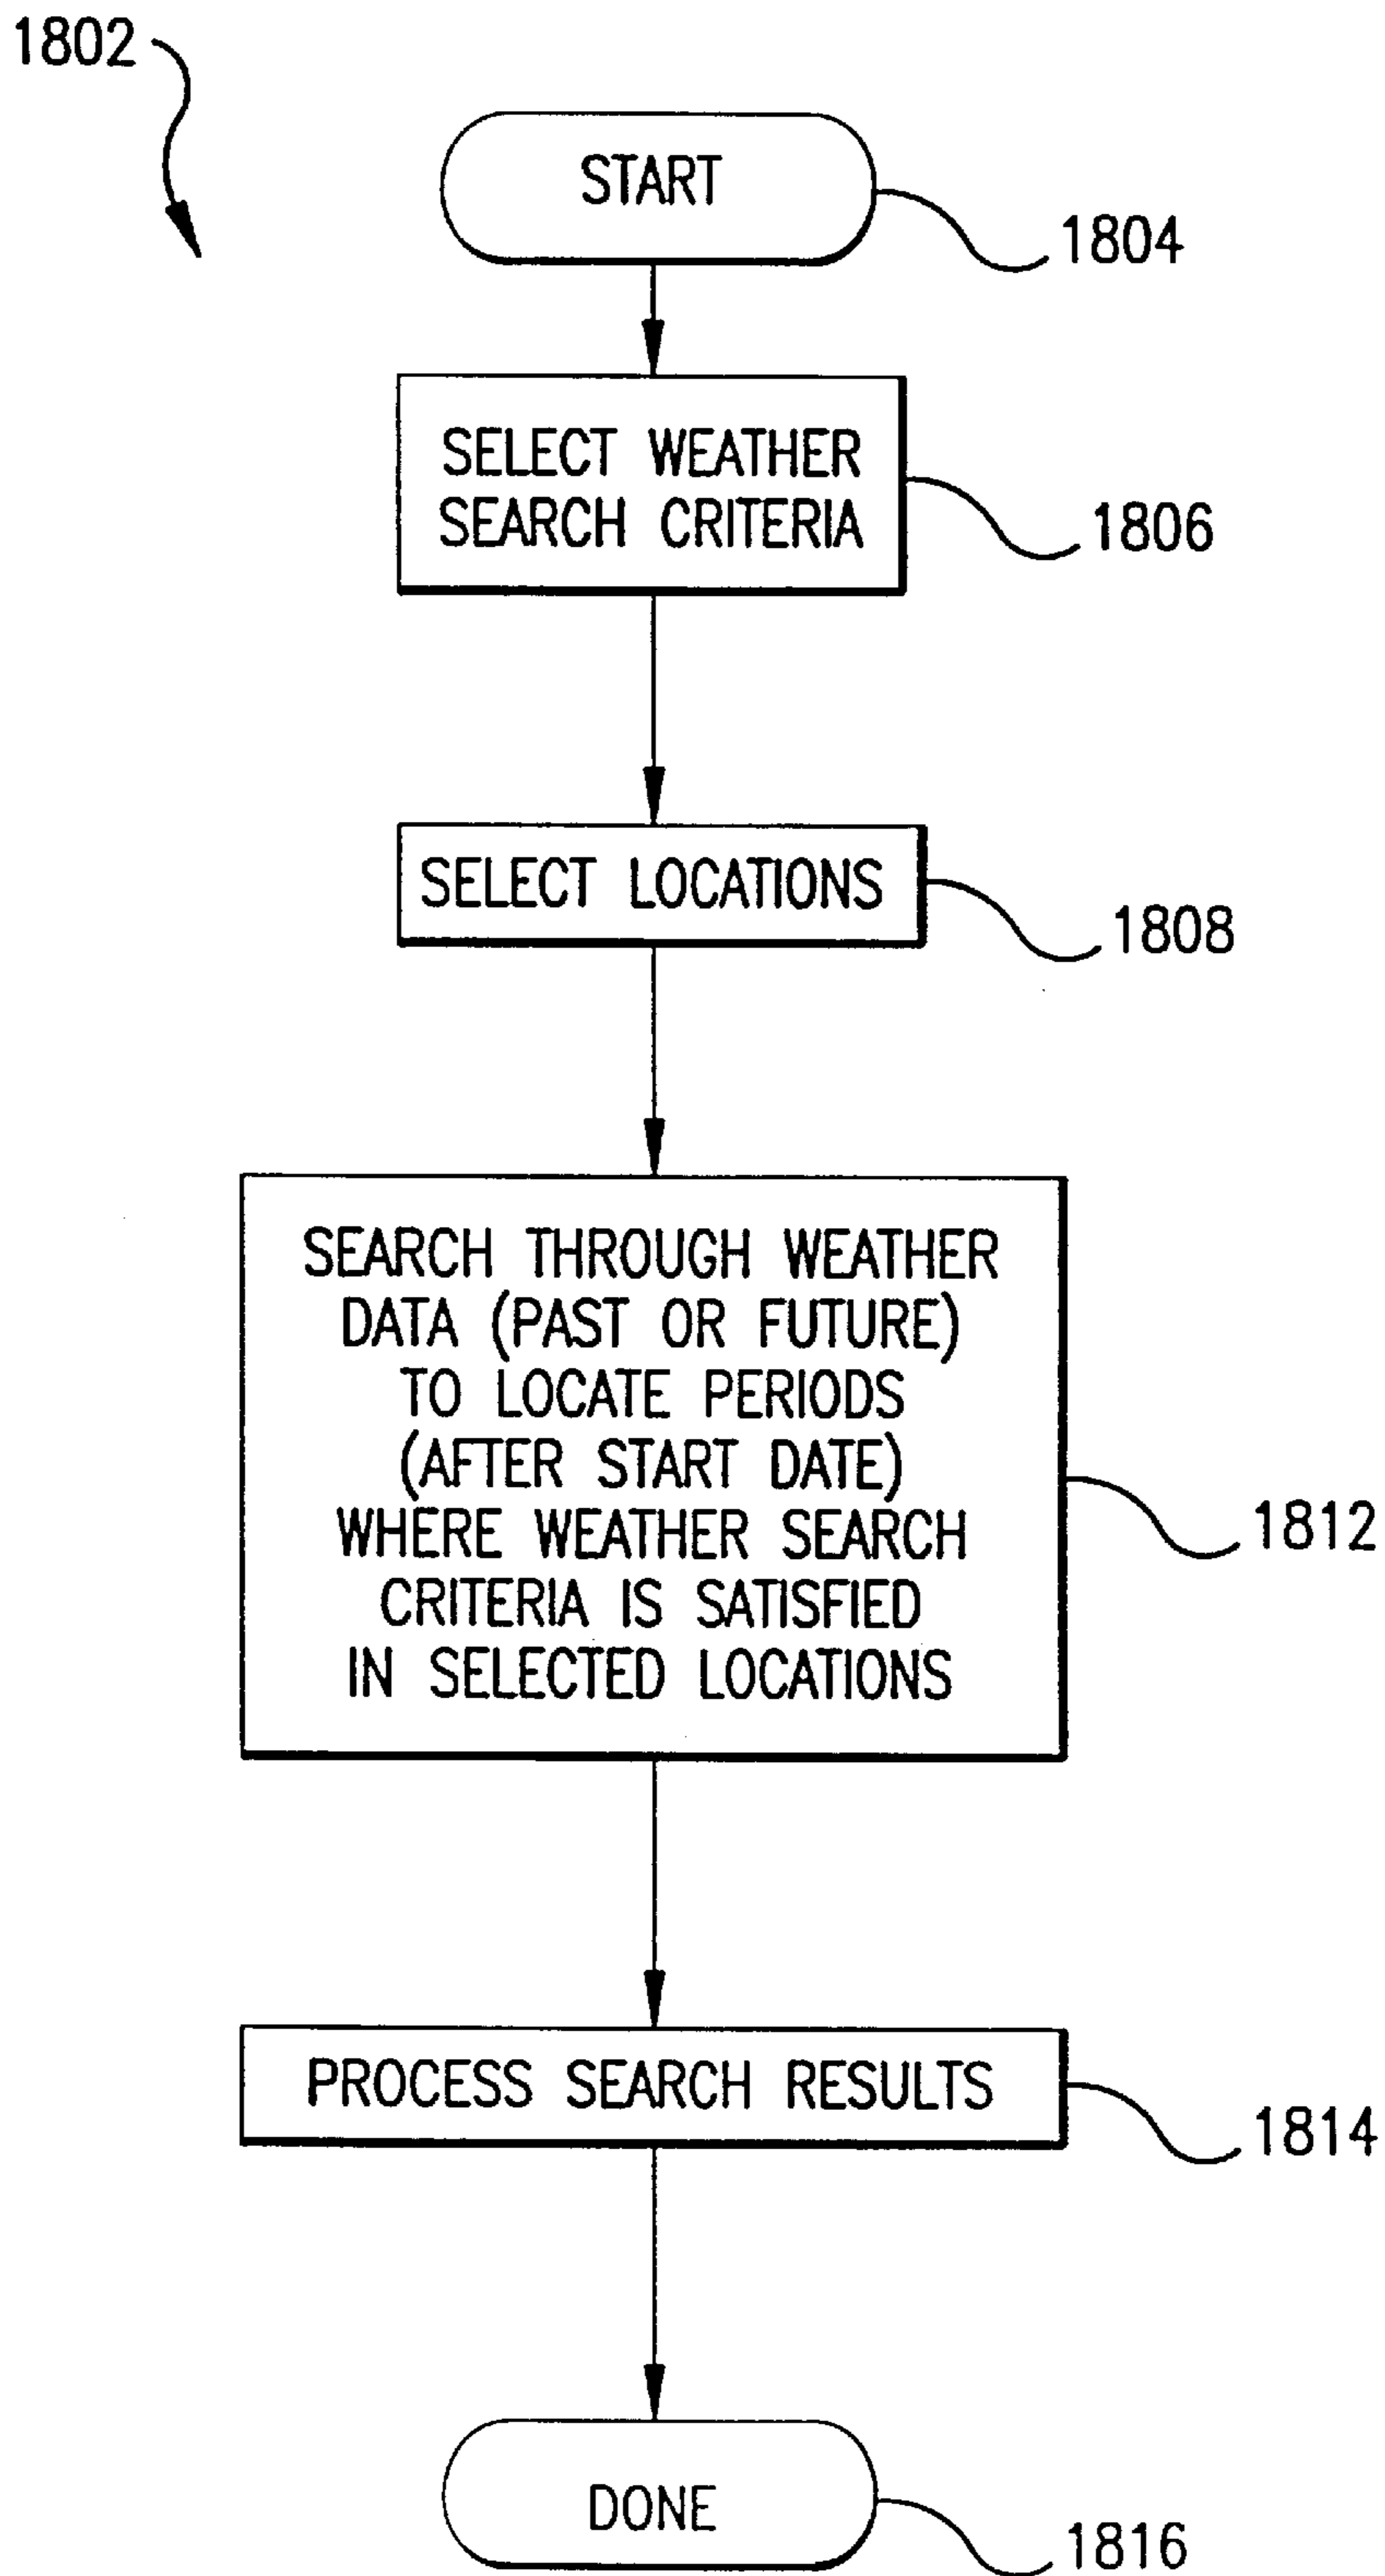 1802
START
1804
SELECT WEATHER
SEARCH CRITERIA
1806
SELECT LOCATIONS
1808
SEARCH THROUGH WEATHER
DATA (PAST OR FUTURE)
TO LOCATE PERIODS
(AFTER START DATE)
WHERE WEATHER SEARCH
CRITERIA IS SATISFIED
IN SELECTED LOCATIONS
1812
PROCESS SEARCH RESULTS
1814
DONE
1816